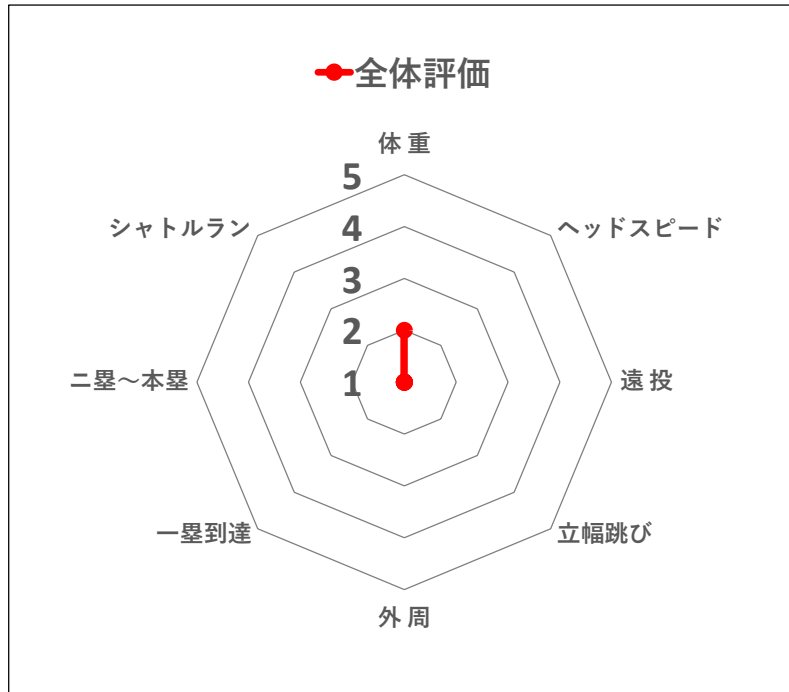 全体評価
体 重
5
シャトルラン
ヘッドスピード
4
3
2
二塁～本塁
1
遠 投
一塁到達
立幅跳び
外 周